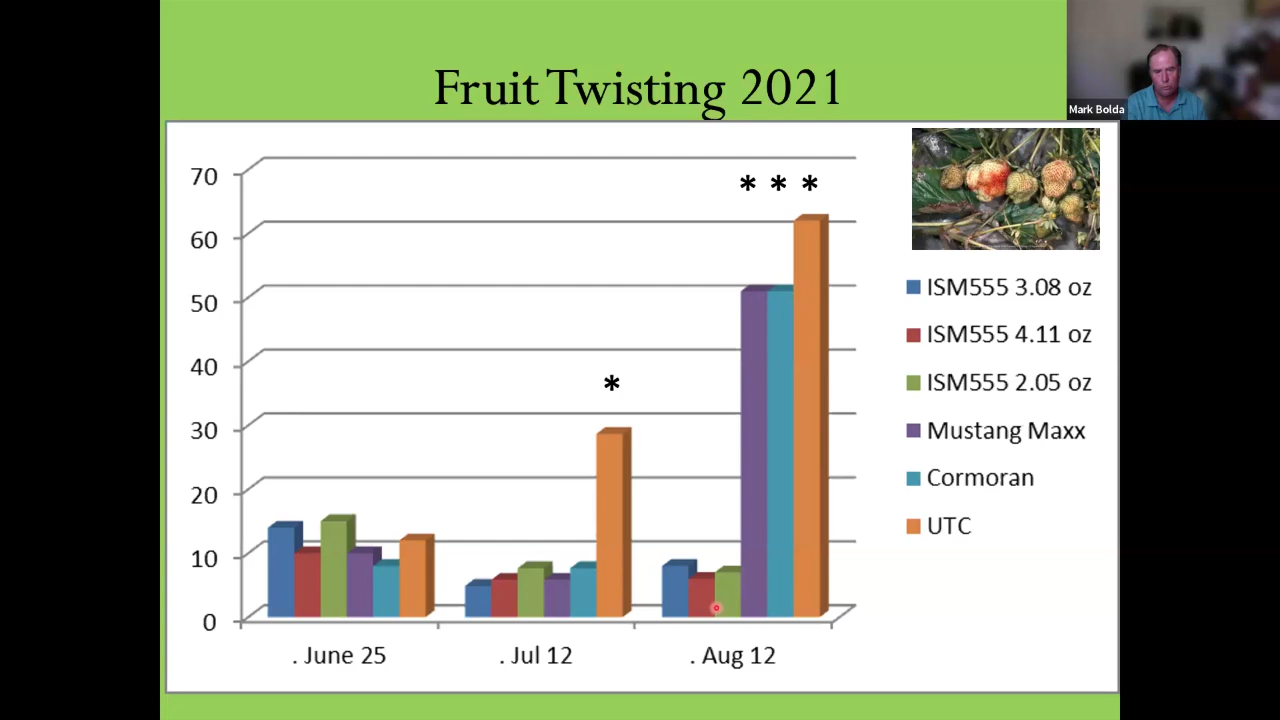 Fruit Twisting 2021
Mark Bolda
70
60
50
40
30
20
10
0
* * *
*
. June 25
. Jul 12
. Aug 12
ISM555 3.08 oz
ISM555 4.11 oz
ISM555 2.05 oz
Mustang Maxx
Cormoran
UTC